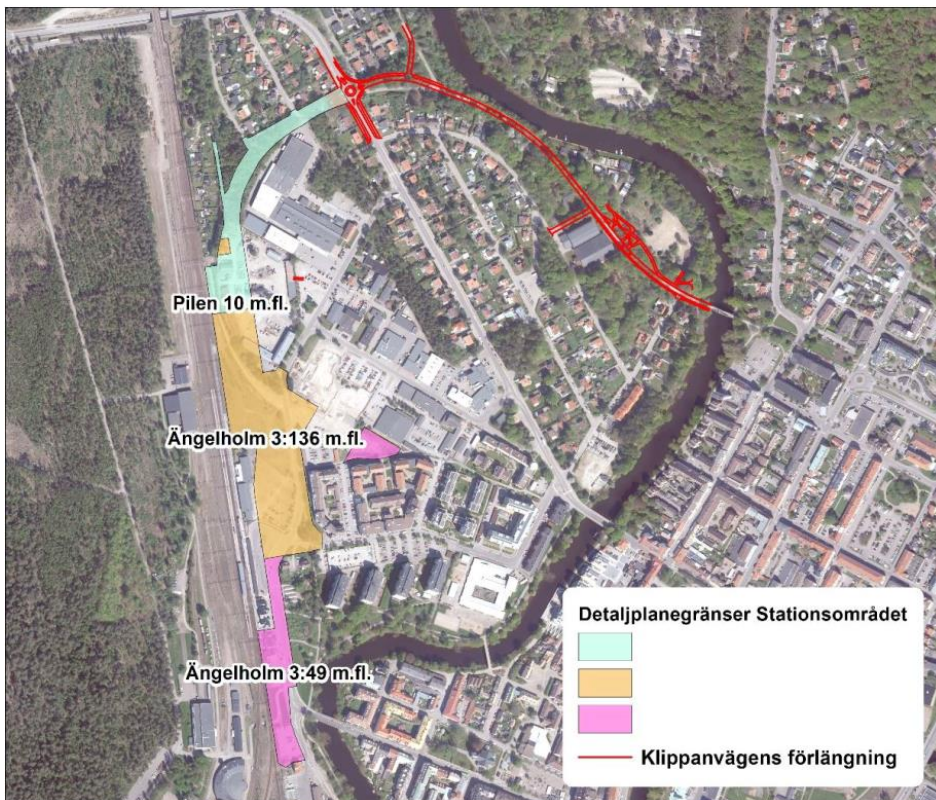 Pilen 10 m.fl.
Ängelholm 3:136 m.fl.
Ängelholm 3:49 m.fl.
Detaljplanegränser Stationsområdet
Klippanvägens förlängning